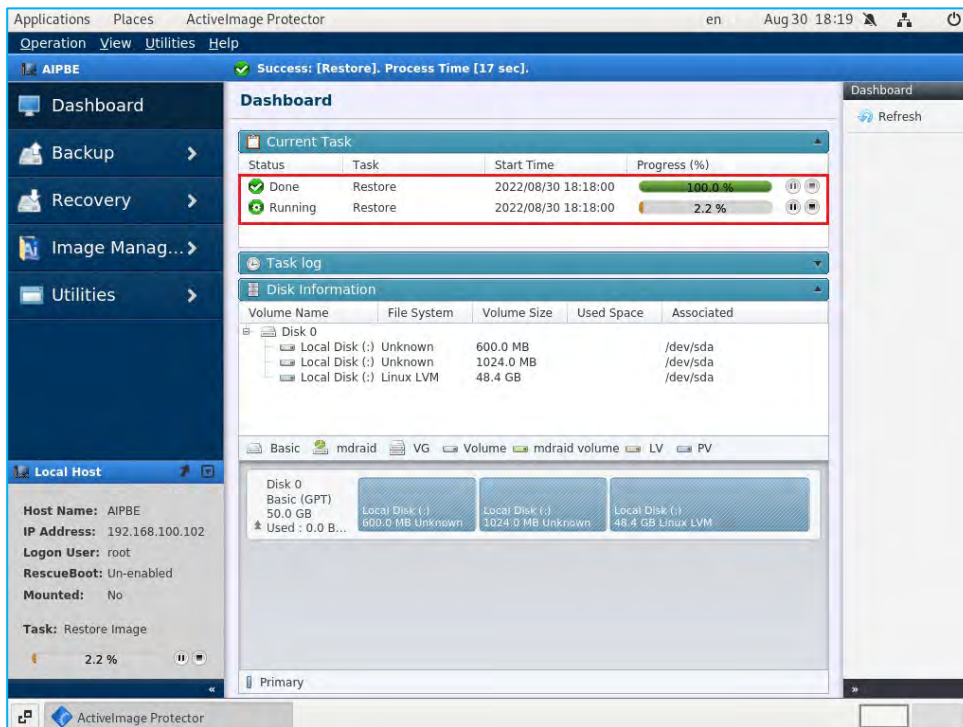 Applications Places ActiveImage Protector en Aug 30 18:19
Operation View Utilities Help
AIPBE Success: [Restore]. Process Time [17 sec].
Dashboard
Backup
Recovery
Image Manag...
Utilities
Dashboard
Current Task
Status Task Start Time Progress (%)
Done Restore 2022/08/30 18:18:00 100.0 %
Running Restore 2022/08/30 18:18:00 2.2 %
Task log
Disk Information
Volume Name File System Volume Size Used Space Associated
Disk 0
Local Disk (:) Unknown 600.0 MB /dev/sda
Local Disk (:) Unknown 1024.0 MB /dev/sda
Local Disk (:) Linux LVM 48.4 GB /dev/sda
Basic mdraid VG Volume mdraid volume LV PV
Disk 0
Basic (GPT)
50.0 GB
Used : 0.0 B...
Local Disk (:)
600.0 MB Unknown
Local Disk (:)
1024.0 MB Unknown
Local Disk (:)
48.4 GB Linux LVM
Primary
Dashboard
Refresh
Local Host
Host Name: AIPBE
IP Address: 192.168.100.102
Logon User: root
RescueBoot: Un-enabled
Mounted: No
Task: Restore Image
2.2 %
«
»
ActiveImage Protector